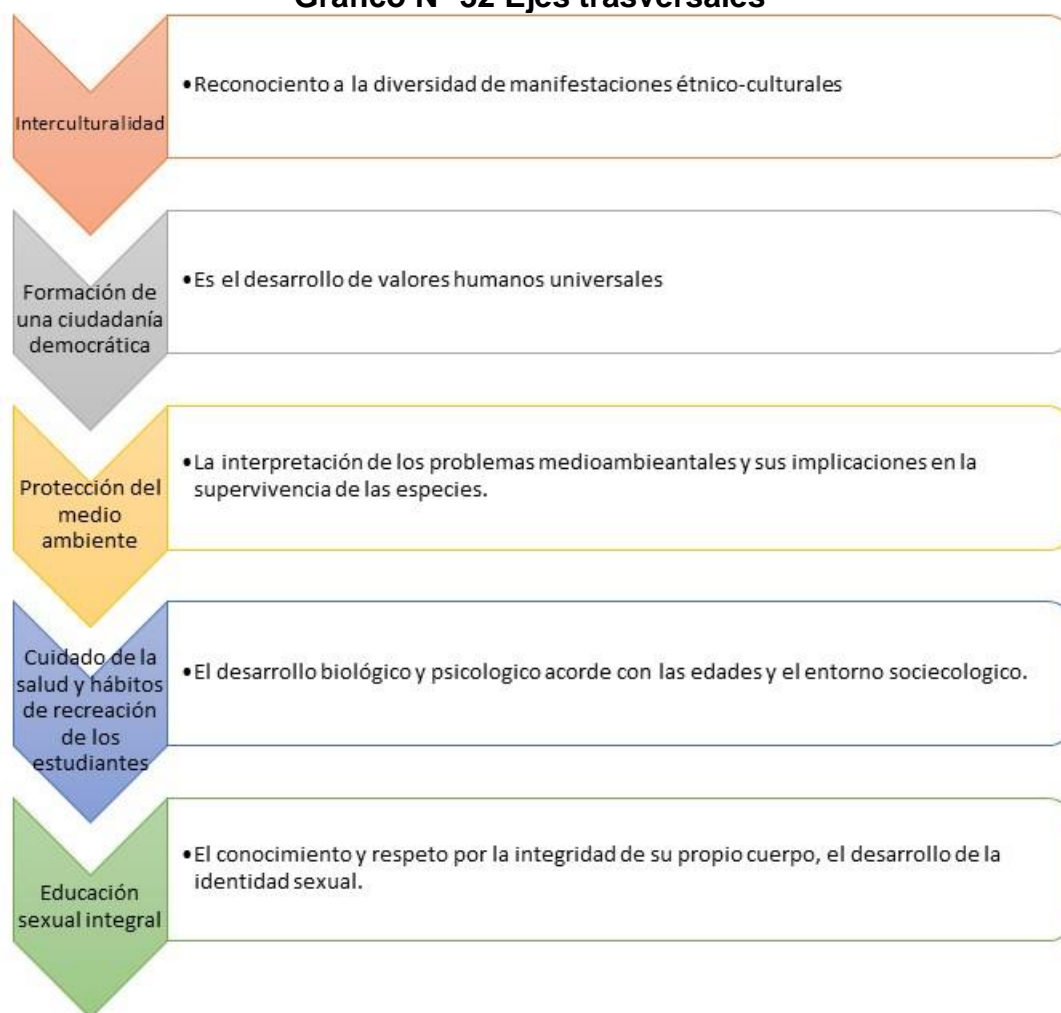 Gráfico N° 32 Ejes trasversales
Interculturalidad
•Reconociento a la diversidad de manifestaciones étnico-culturales
Formación de
una ciudadanía
democrática
•Es el desarrollo de valores humanos universales
Protección del
medio
ambiente
•La interpretación de los problemas medioambieantales y sus implicaciones en la
supervivencia de las especies.
Cuidado de la
salud y hábitos
de recreación
de los
estudiantes
•El desarrollo biológico y psicologico acorde con las edades y el entorno sociecologico.
Educación
sexual integral
•El conocimiento y respeto por la integridad de su propio cuerpo, el desarrollo de la
identidad sexual.